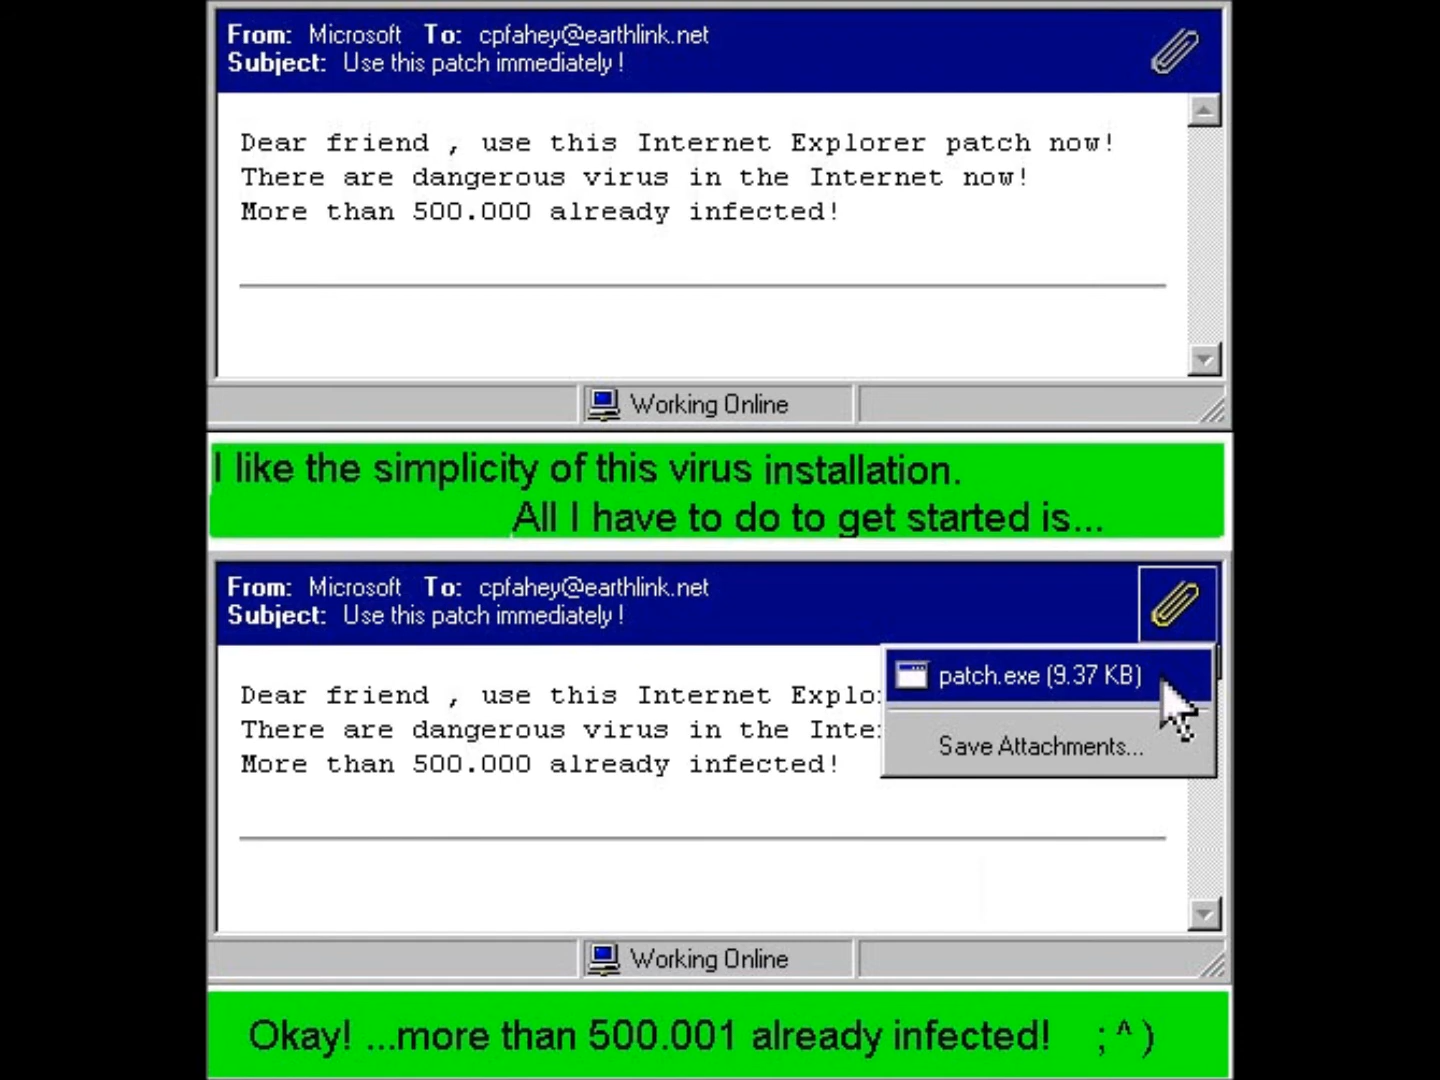 From: Microsoft To: cpfahey@earthlink.net
Subject: Use this patch immediately !
Dear friend , use this Internet Explorer patch now!
There are dangerous virus in the Internet now!
More than 500.000 already infected!
Working Online
I like the simplicity of this virus installation.
All I have to do to get started is...
From: Microsoft To: cpfahey@earthlink.net
Subject: Use this patch immediately !
patch.exe (9.37 KB)
Save Attachments...
Dear friend , use this Internet Explo
There are dangerous virus in the Inte
More than 500.000 already infected!
Working Online
Okay! ...more than 500.001 already infected! ;^)